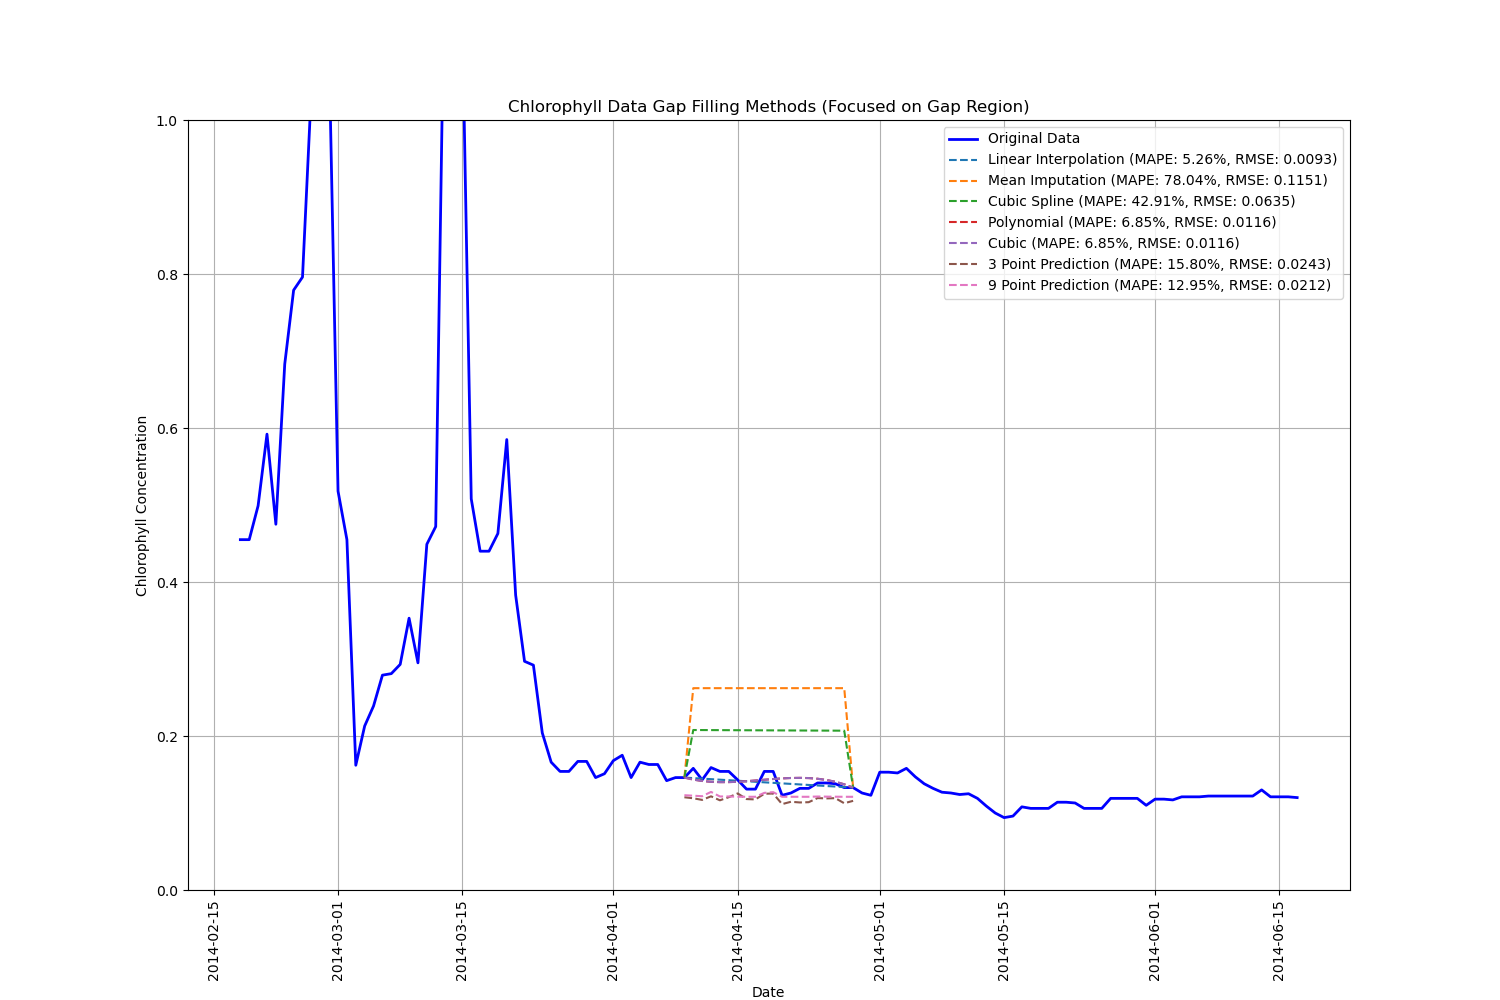 Chlorophyll Data Gap Filling Methods (Focused on Gap Region)
Original Data
Linear Interpolation (MAPE: 5.26%, RMSE: 0.0093)
Mean Imputation (MAPE: 78.04%, RMSE: 0.1151)
Cubic Spline (MAPE: 42.91%, RMSE: 0.0635)
Polynomial (MAPE: 6.85%, RMSE: 0.0116)
Cubic (MAPE: 6.85%, RMSE: 0.0116)
3 Point Prediction (MAPE: 15.80%, RMSE: 0.0243)
9 Point Prediction (MAPE: 12.95%, RMSE: 0.0212)
Chlorophyll Concentration
1.0
0.8
0.6
0.4
0.2
0.0
2014-02-15
2014-03-01
2014-03-15
2014-04-01
2014-04-15
2014-05-01
2014-05-15
2014-06-01
2014-06-15
Date